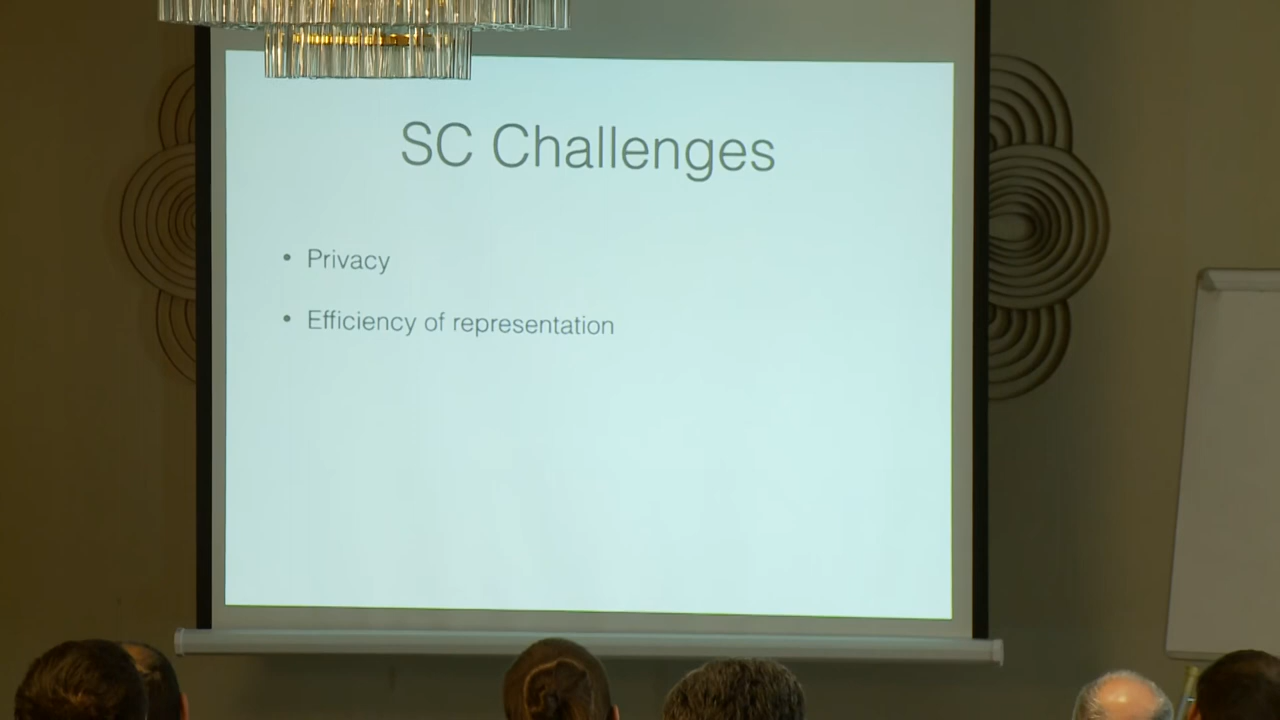 SC Challenges
• Privacy
• Efficiency of representation